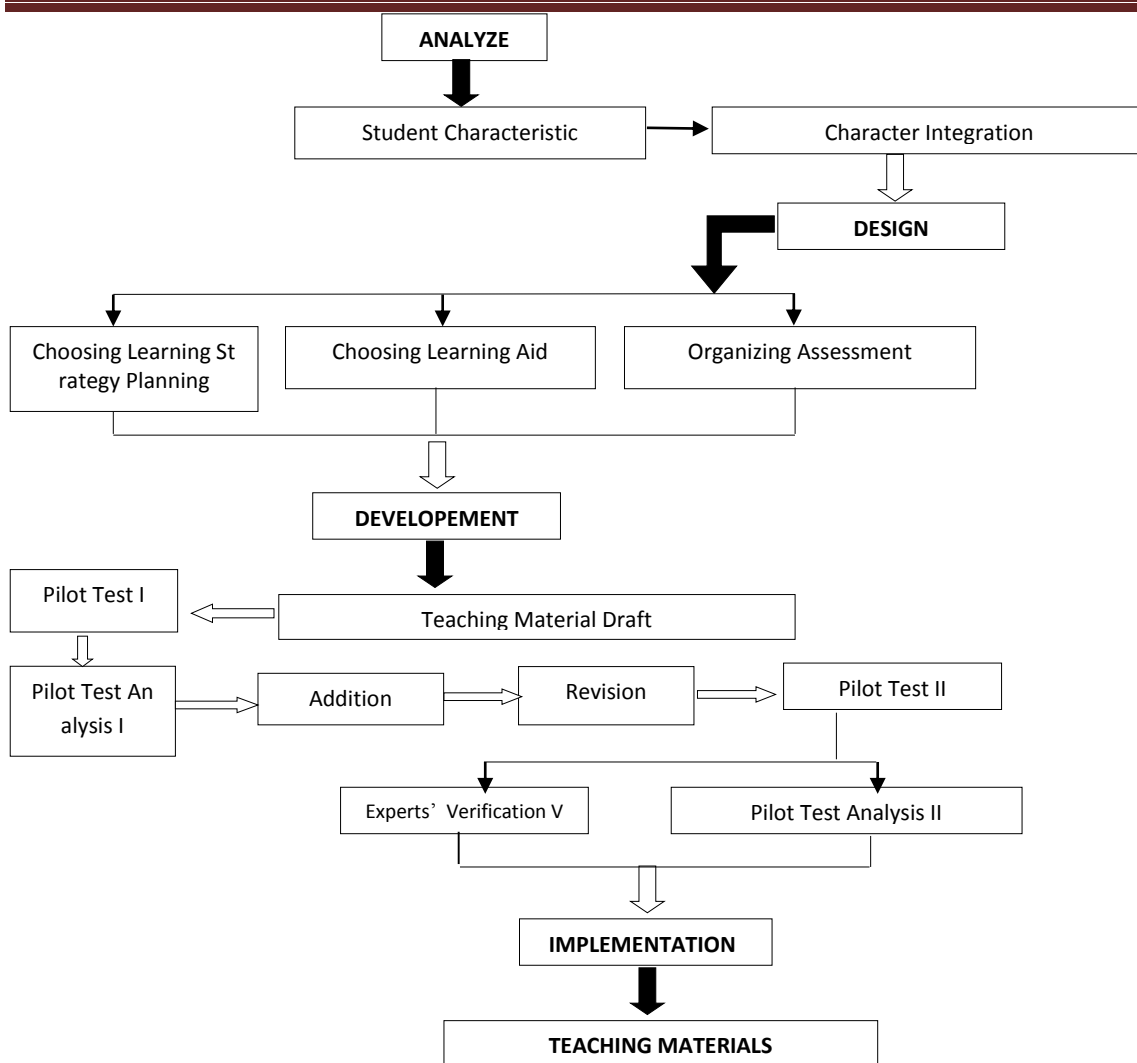 ANALYZE
Student Characteristic
Character Integration
DESIGN
Choosing Learning St
rategy Planning
Choosing Learning Aid
Organizing Assessment
DEVELOPEMENT
Pilot Test I
Teaching Material Draft
Pilot Test An
alysis I
Addition
Revision
Pilot Test II
Experts’ Verification V
Pilot Test Analysis II
IMPLEMENTATION
TEACHING MATERIALS